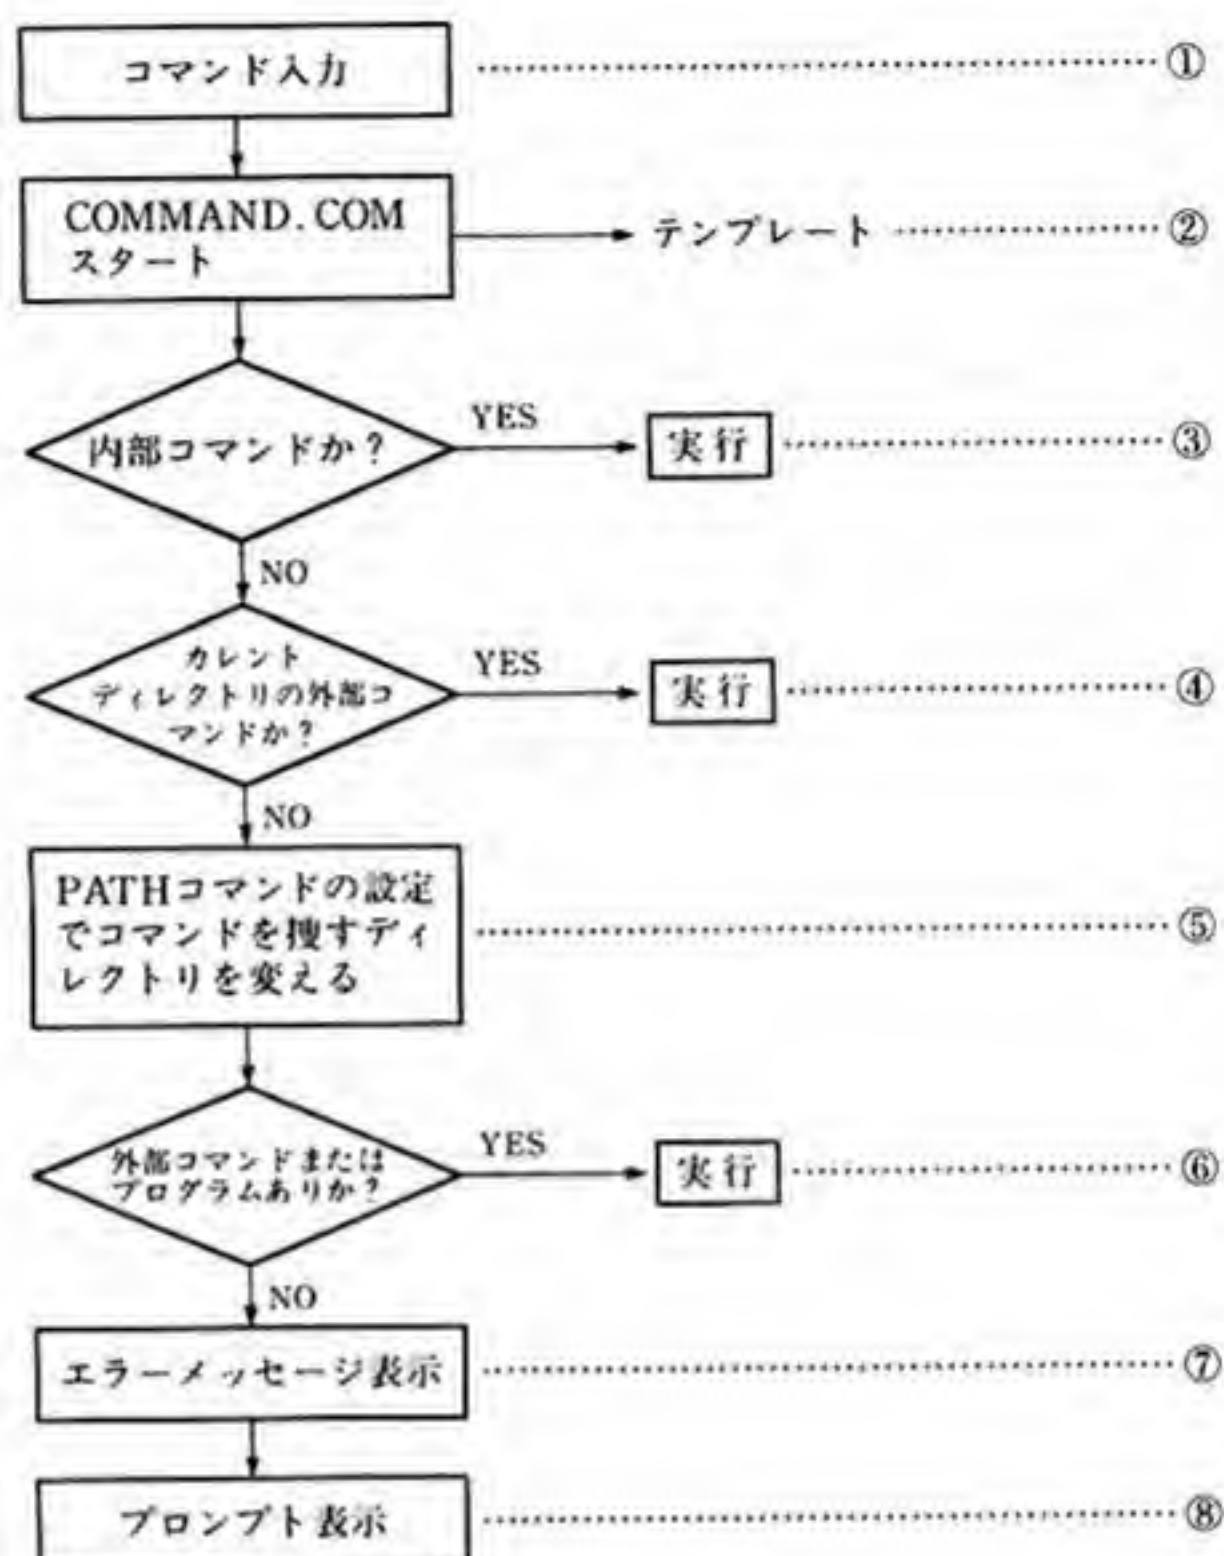 コマンド入力 ①
COMMAND.COM
スタート
テンプレート ②
内部コマンドか?
YES
実行 ③
NO
カレント
ディレクトリの外部コ
マンドか?
YES
実行 ④
NO
PATHコマンドの設定
でコマンドを捜すディ
レクトリを変える
⑤
外部コマンドまたは
プログラムありか?
YES
実行 ⑥
NO
エラーメッセージ表示 ⑦
プロンプト表示 ⑧